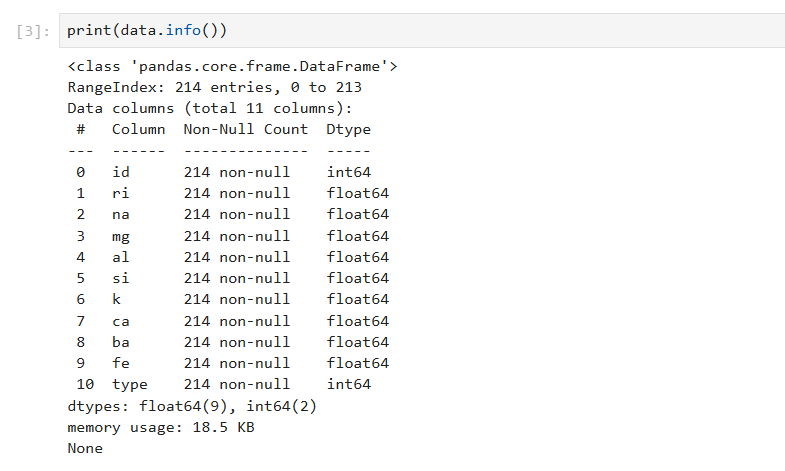 [3]: print(data.info())
<class 'pandas.core.frame.DataFrame'>
RangeIndex: 214 entries, 0 to 213
Data columns (total 11 columns):
 #   Column  Non-Null Count  Dtype
---  ------  --------------  -----
 0   id      214 non-null    int64
 1   ri      214 non-null    float64
 2   na      214 non-null    float64
 3   mg      214 non-null    float64
 4   al      214 non-null    float64
 5   si      214 non-null    float64
 6   k       214 non-null    float64
 7   ca      214 non-null    float64
 8   ba      214 non-null    float64
 9   fe      214 non-null    float64
 10  type    214 non-null    int64
dtypes: float64(9), int64(2)
memory usage: 18.5 KB
None